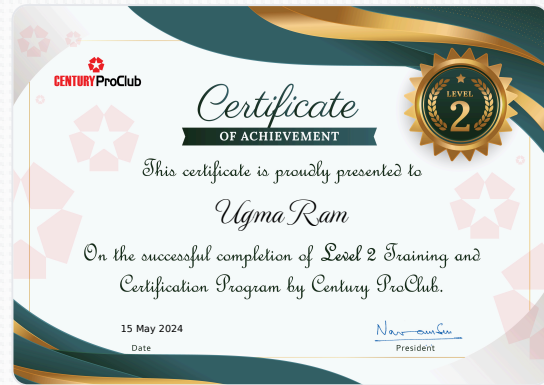 CENTURY ProClub
Certificate
OF ACHIEVEMENT
LEVEL
2
This certificate is proudly presented to
Ugma Ram
On the successful completion of Level 2 Training and
Certification Program by Century ProClub.
15 May 2024
Date
President